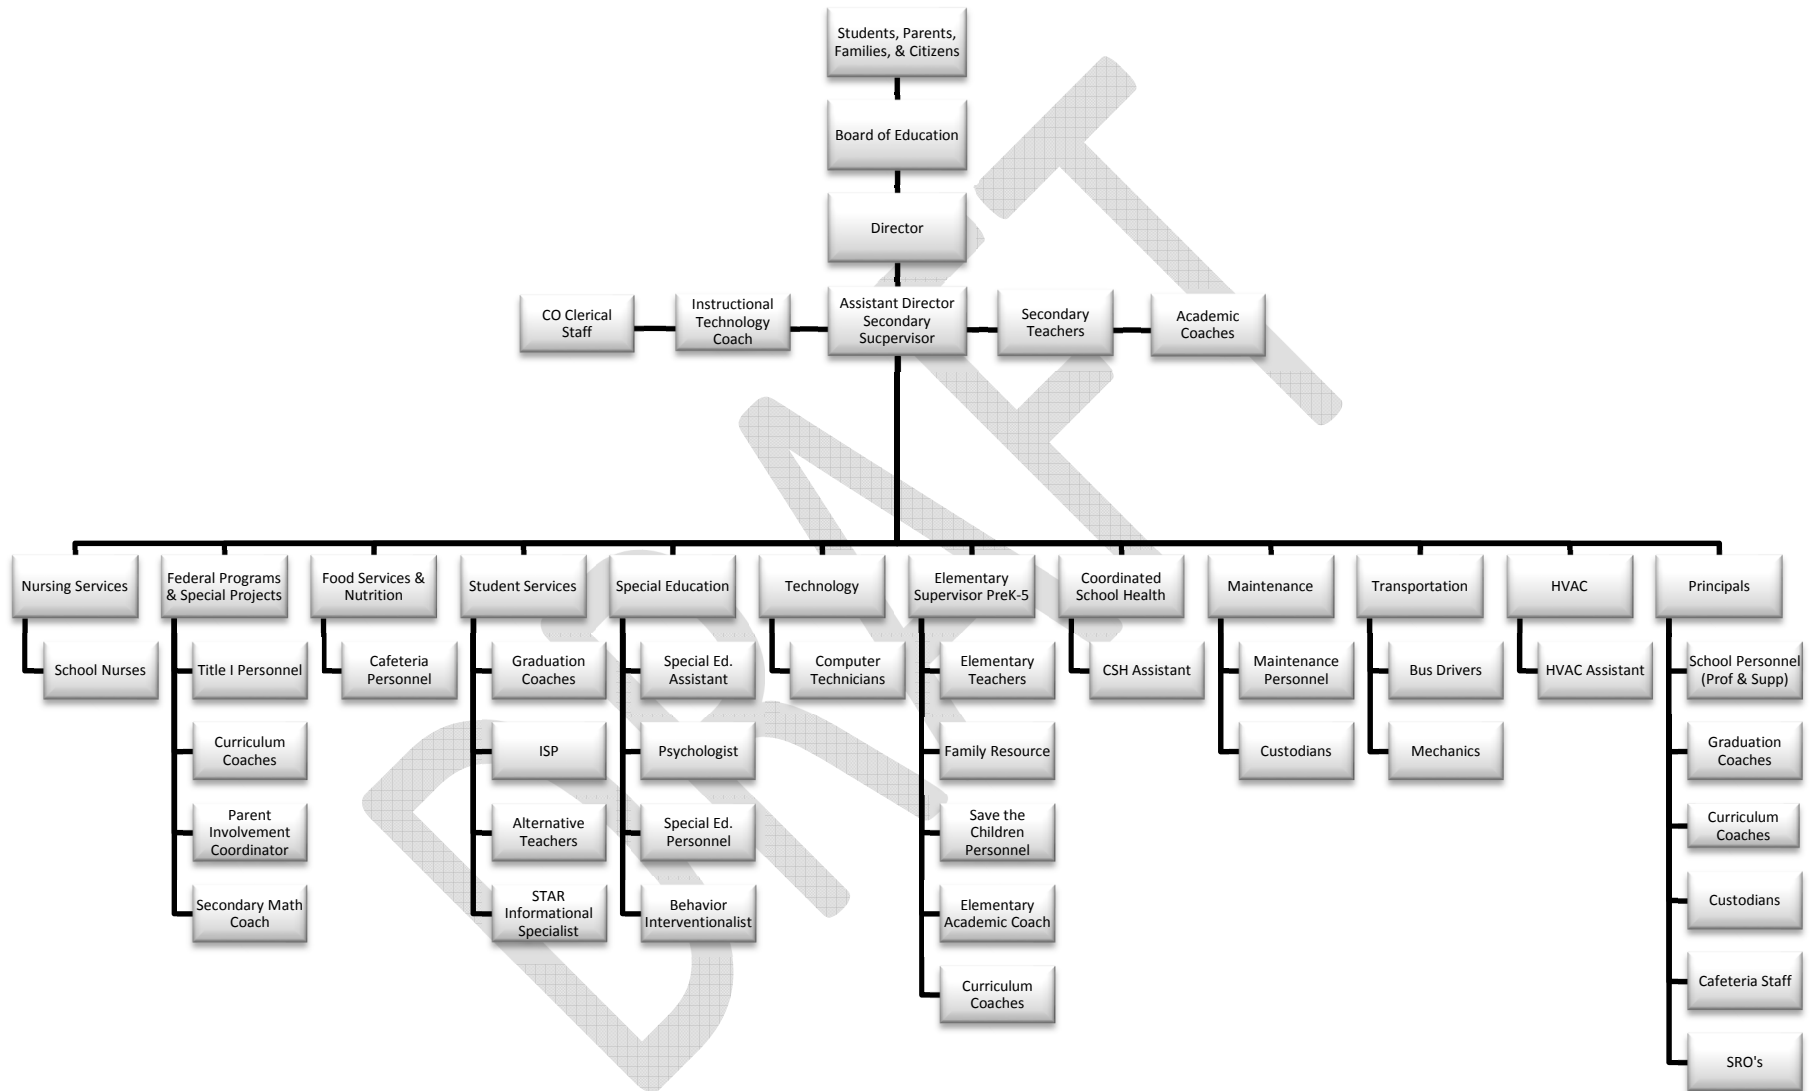 Students, Parents,
Families, & Citizens
Board of Education
Director
CO Clerical
Staff
Instructional
Technology
Coach
Assistant Director
Secondary
Sucpervisor
Secondary
Teachers
Academic
Coaches
Nursing Services
Federal Programs
& Special Projects
Food Services &
Nutrition
Student Services
Special Education
Technology
Elementary
Supervisor PreK-5
Coordinated
School Health
Maintenance
Transportation
HVAC
Principals
School Nurses
Title I Personnel
Curriculum
Coaches
Parent
Involvement
Coordinator
Secondary Math
Coach
Cafeteria
Personnel
Graduation
Coaches
ISP
Alternative
Teachers
STAR
Informational
Specialist
Special Ed.
Assistant
Psychologist
Special Ed.
Personnel
Behavior
Interventionalist
Computer
Technicians
Elementary
Teachers
Family Resource
Save the
Children
Personnel
Elementary
Academic Coach
Curriculum
Coaches
CSH Assistant
Maintenance
Personnel
Custodians
Bus Drivers
Mechanics
HVAC Assistant
School Personnel
(Prof & Supp)
Graduation
Coaches
Curriculum
Coaches
Custodians
Cafeteria Staff
SRO's
DRAFT